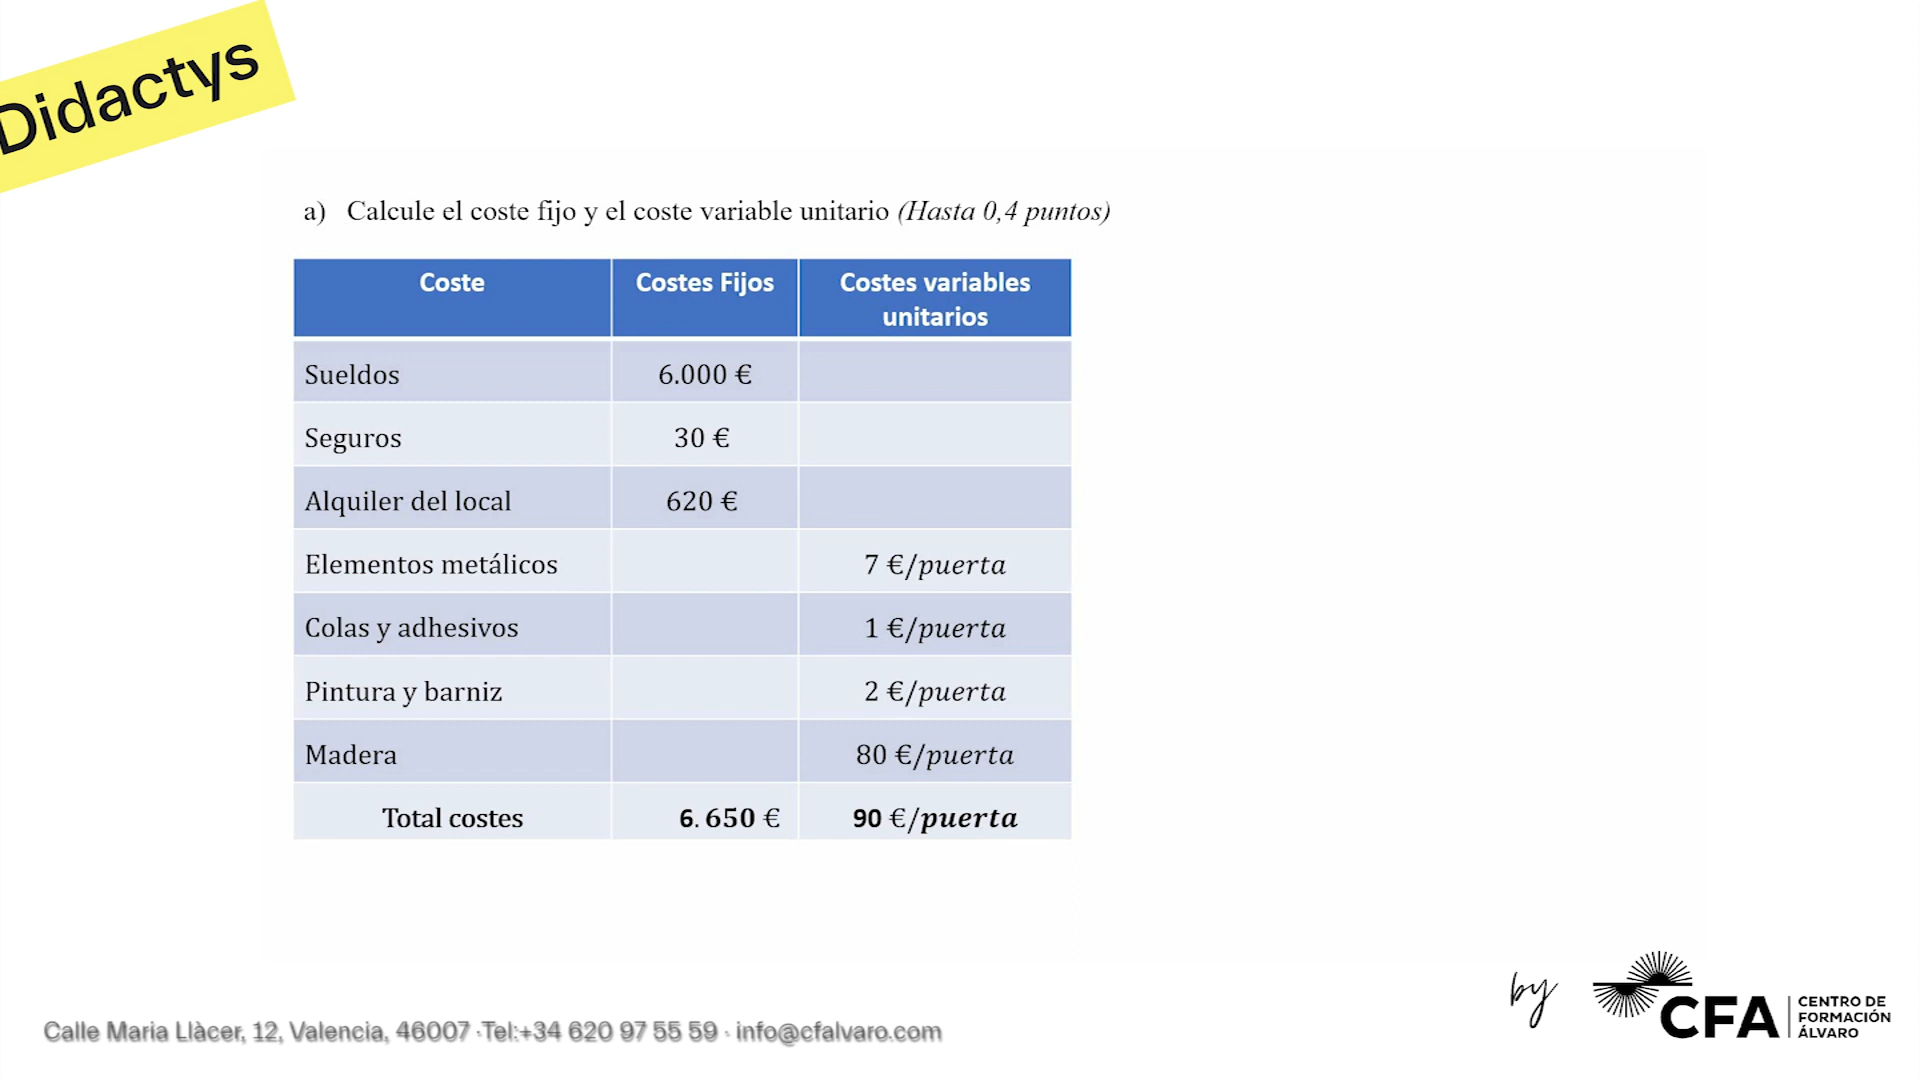 Didactys
a) Calcule el coste fijo y el coste variable unitario (Hasta 0,4 puntos)
Coste Costes Fijos Costes variables unitarios
Sueldos 6.000 €
Seguros 30 €
Alquiler del local 620 €
Elementos metálicos 7 €/puerta
Colas y adhesivos 1 €/puerta
Pintura y barniz 2 €/puerta
Madera 80 €/puerta
Total costes 6.650 € 90 €/puerta
by CFA CENTRO DE
FORMACIÓN
ÁLVARO
Calle Maria Llàcer, 12, Valencia, 46007 · Tel:+34 620 97 55 59 · info@cfalvaro.com